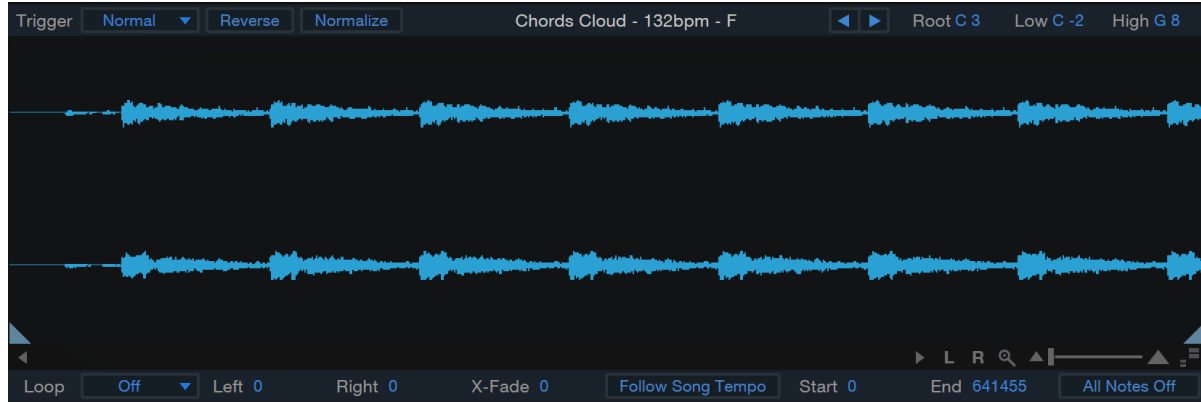 Trigger Normal Reverse Normalize Chords Cloud - 132bpm - F Root C 3 Low C -2 High G 8
L R
Loop Off Left 0 Right 0 X-Fade 0 Follow Song Tempo Start 0 End 641455 All Notes Off